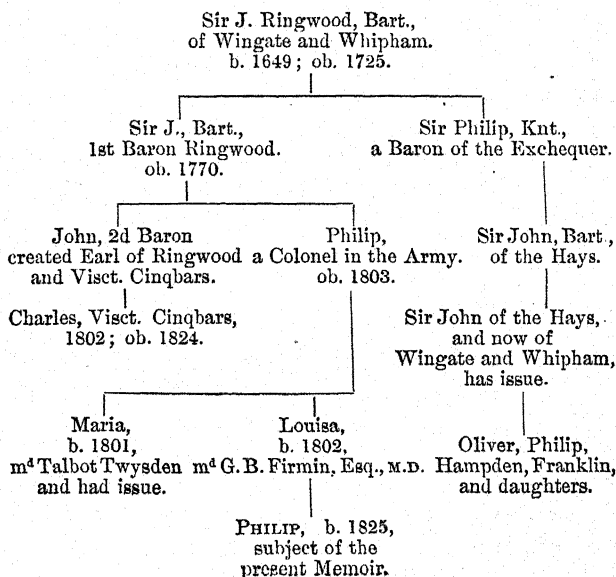 Sir J. Ringwood, Bart.,
of Wingate and Whipham.
b. 1649; ob. 1725.
Sir J., Bart.,
1st Baron Ringwood.
ob. 1770.
Sir Philip, Knt.,
a Baron of the Exchequer.
John, 2d Baron
created Earl of Ringwood
and Visct. Cinqbars.
Philip,
a Colonel in the Army.
ob. 1803.
Sir John, Bart.,
of the Hays.
Charles, Visct. Cinqbars,
1802; ob. 1824.
Sir John of the Hays,
and now of
Wingate and Whipham,
has issue.
Maria,
b. 1801,
mᵈ Talbot Twysden
and had issue.
Louisa,
b. 1802,
mᵈ G. B. Firmin, Esq., M.D.
Oliver, Philip,
Hampden, Franklin,
and daughters.
PHILIP, b. 1825,
subject of the
present Memoir.